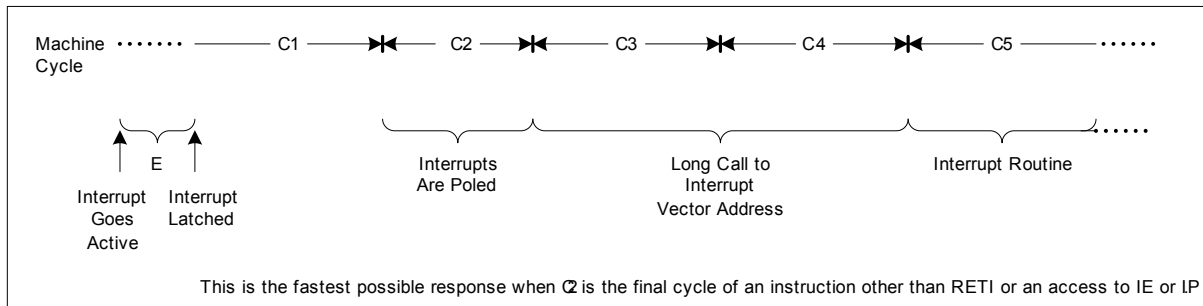 Machine
Cycle
C1
C2
C3
C4
C5
E
Interrupt
Goes
Active
Interrupt
Latched
Interrupts
Are Poled
Long Call to
Interrupt
Vector Address
Interrupt Routine
This is the fastest possible response when C2 is the final cycle of an instruction other than RETI or an access to IE or IP